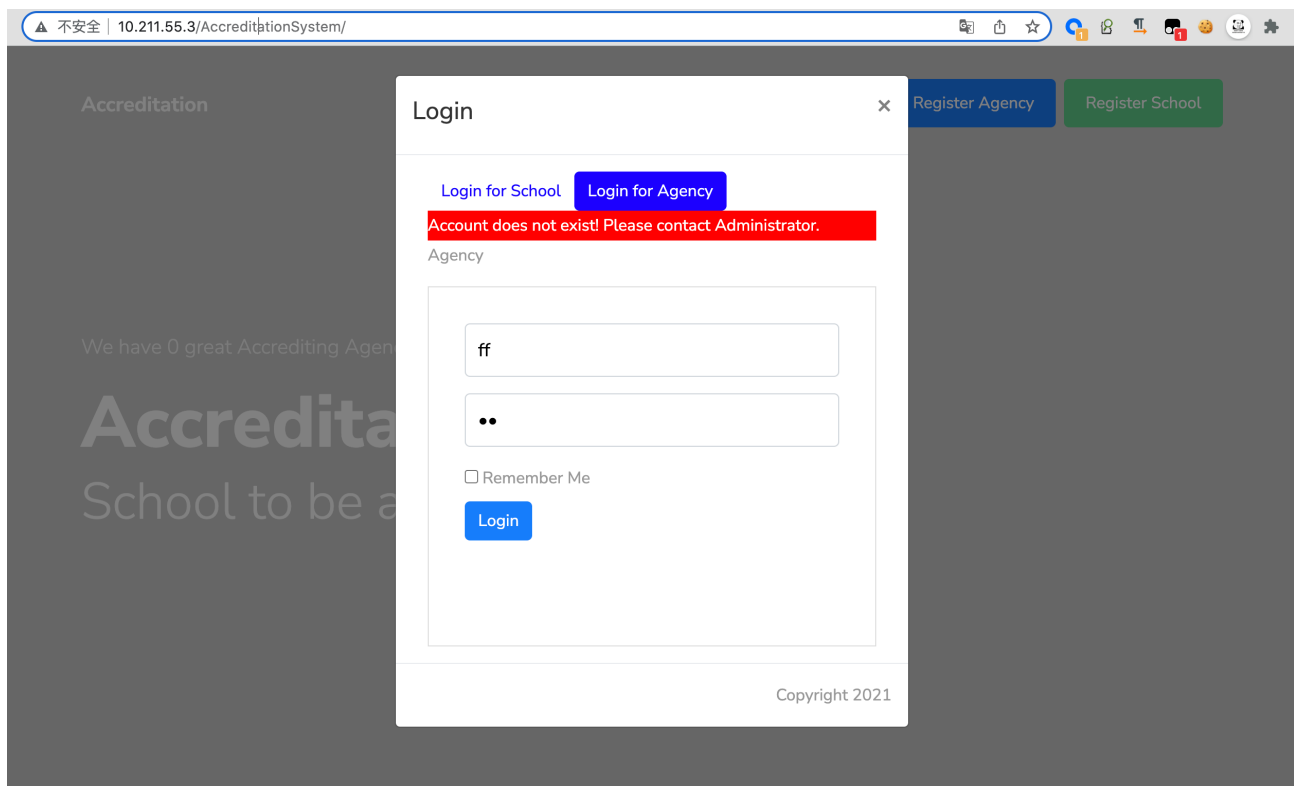 不安全 | 10.211.55.3/AccreditationSystem/
1
1
Accreditation
Register Agency
Register School
Login
×
Login for School
Login for Agency
Account does not exist! Please contact Administrator.
Agency
We have 0 great Accrediting Agen
Accredita
School to be a
ff
Remember Me
Login
Copyright 2021